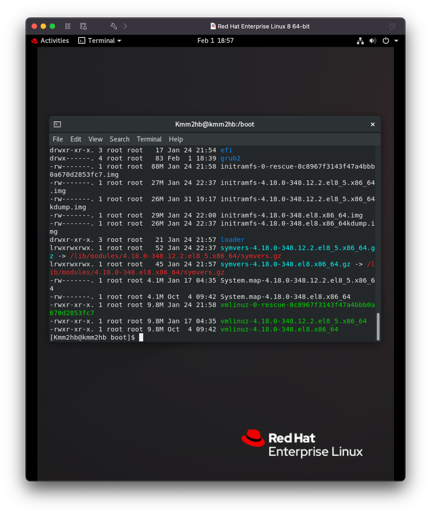 Red Hat Enterprise Linux 8 64-bit
Activities Terminal Feb 1 18:57
Kmm2hb@kmm2hb:/boot
File Edit View Search Terminal Help
drwxr-xr-x. 3 root root 17 Jan 24 21:54 efi
drwx------. 4 root root 83 Feb 1 18:39 grub2
-rw-------. 1 root root 88M Jan 24 21:58 initramfs-0-rescue-8c8967f3143f47a4bbb
0a670d2853fc7.img
-rw-------. 1 root root 27M Jan 24 22:37 initramfs-4.18.0-348.12.2.el8_5.x86_64
.img
-rw-------. 1 root root 26M Jan 31 19:17 initramfs-4.18.0-348.12.2.el8_5.x86_64
kdump.img
-rw-------. 1 root root 29M Jan 24 22:00 initramfs-4.18.0-348.el8.x86_64.img
-rw-------. 1 root root 26M Jan 24 22:37 initramfs-4.18.0-348.el8.x86_64kdump.i
mg
drwxr-xr-x. 3 root root 21 Jan 24 21:57 loader
lrwxrwxrwx. 1 root root 52 Jan 24 22:37 symvers-4.18.0-348.12.2.el8_5.x86_64.g
z -> /lib/modules/4.18.0-348.12.2.el8_5.x86_64/symvers.gz
lrwxrwxrwx. 1 root root 45 Jan 24 21:57 symvers-4.18.0-348.el8.x86_64.gz -> /l
ib/modules/4.18.0-348.el8.x86_64/symvers.gz
-rw-------. 1 root root 4.1M Jan 17 04:35 System.map-4.18.0-348.12.2.el8_5.x86_6
4
-rw-------. 1 root root 4.1M Oct 4 09:42 System.map-4.18.0-348.el8.x86_64
-rwxr-xr-x. 1 root root 9.8M Jan 24 21:58 vmlinuz-0-rescue-8c8967f3143f47a4bbb0a
670d2853fc7
-rwxr-xr-x. 1 root root 9.8M Jan 17 04:35 vmlinuz-4.18.0-348.12.2.el8_5.x86_64
-rwxr-xr-x. 1 root root 9.8M Oct 4 09:42 vmlinuz-4.18.0-348.el8.x86_64
[Kmm2hb@kmm2hb boot]$
Red Hat
Enterprise Linux